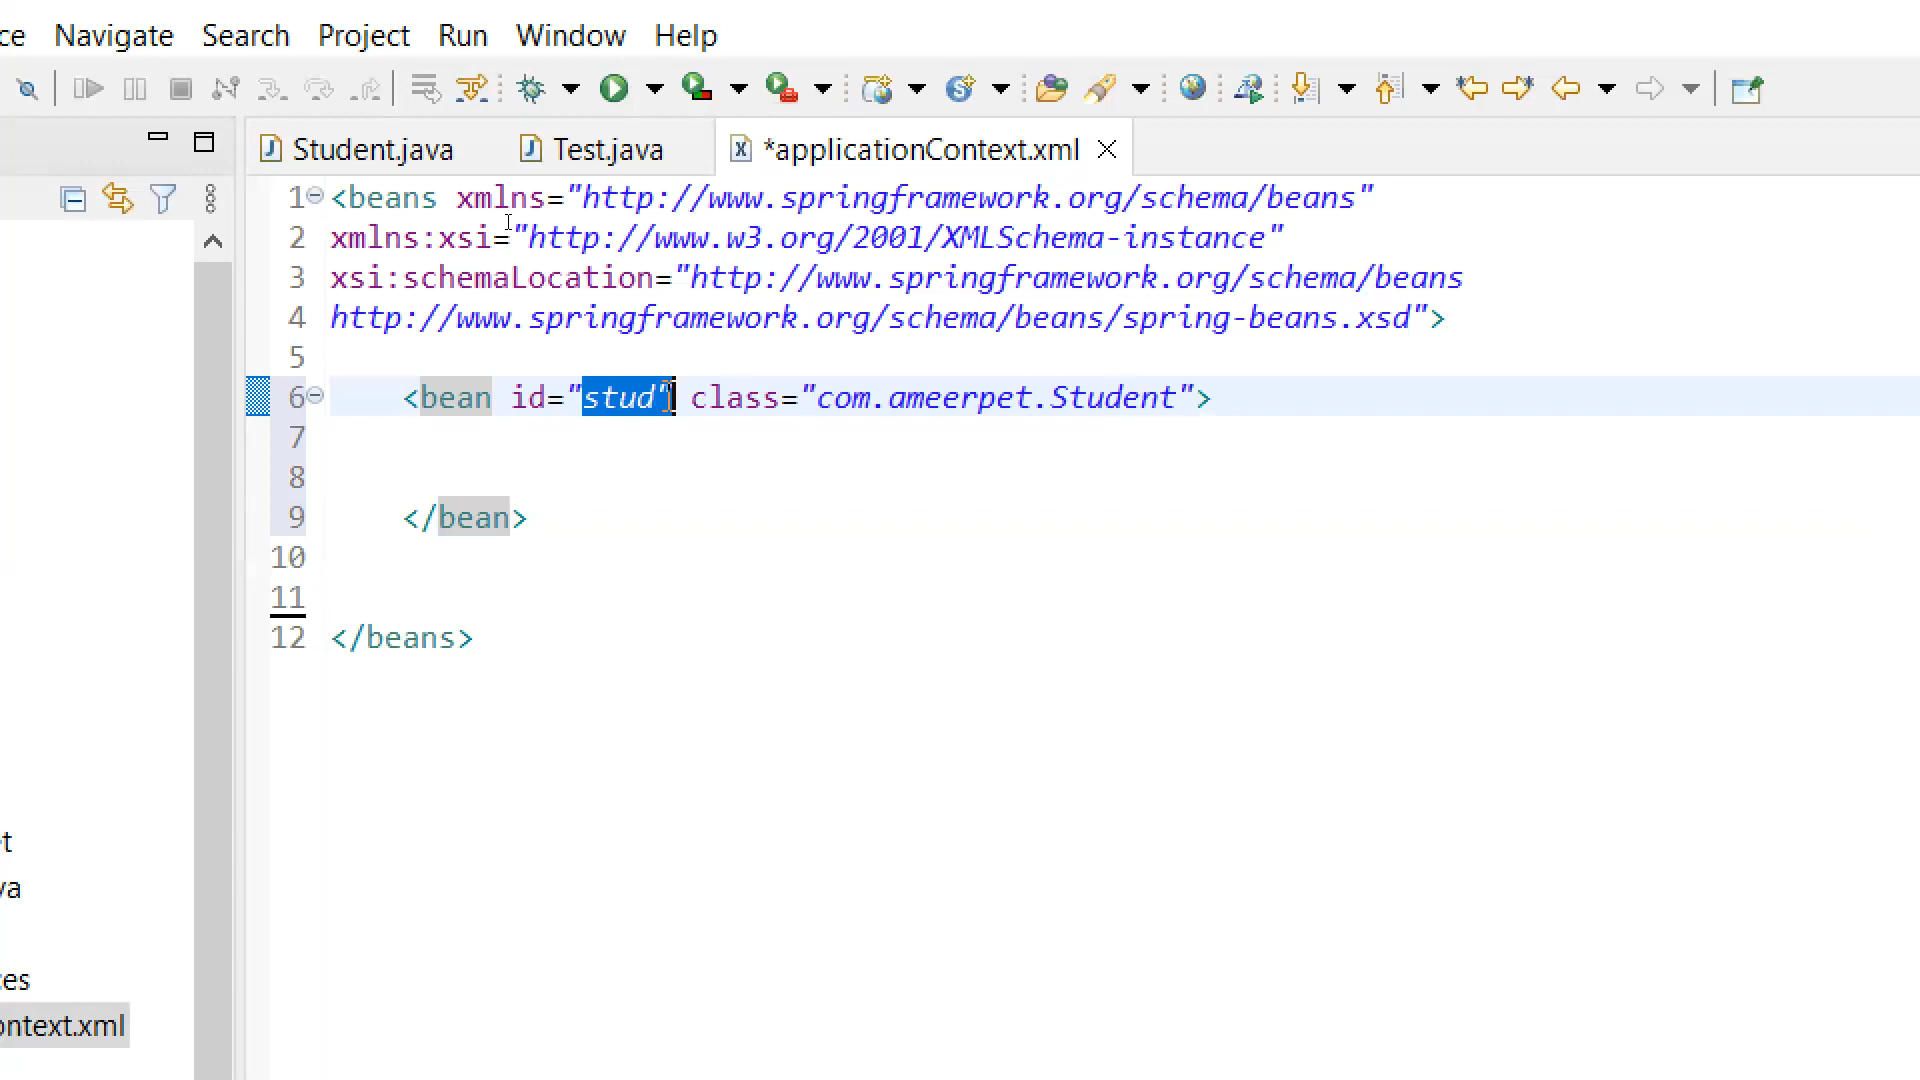 ce Navigate Search Project Run Window Help
Student.java Test.java *applicationContext.xml
1 <beans xmlns="http://www.springframework.org/schema/beans"
2 xmlns:xsi="http://www.w3.org/2001/XMLSchema-instance"
3 xsi:schemaLocation="http://www.springframework.org/schema/beans
4 http://www.springframework.org/schema/beans/spring-beans.xsd">
5
6 <bean id="stud" class="com.ameerpet.Student">
7
8
9 </bean>
10
11
12 </beans>
et
va
ces
ontext.xml